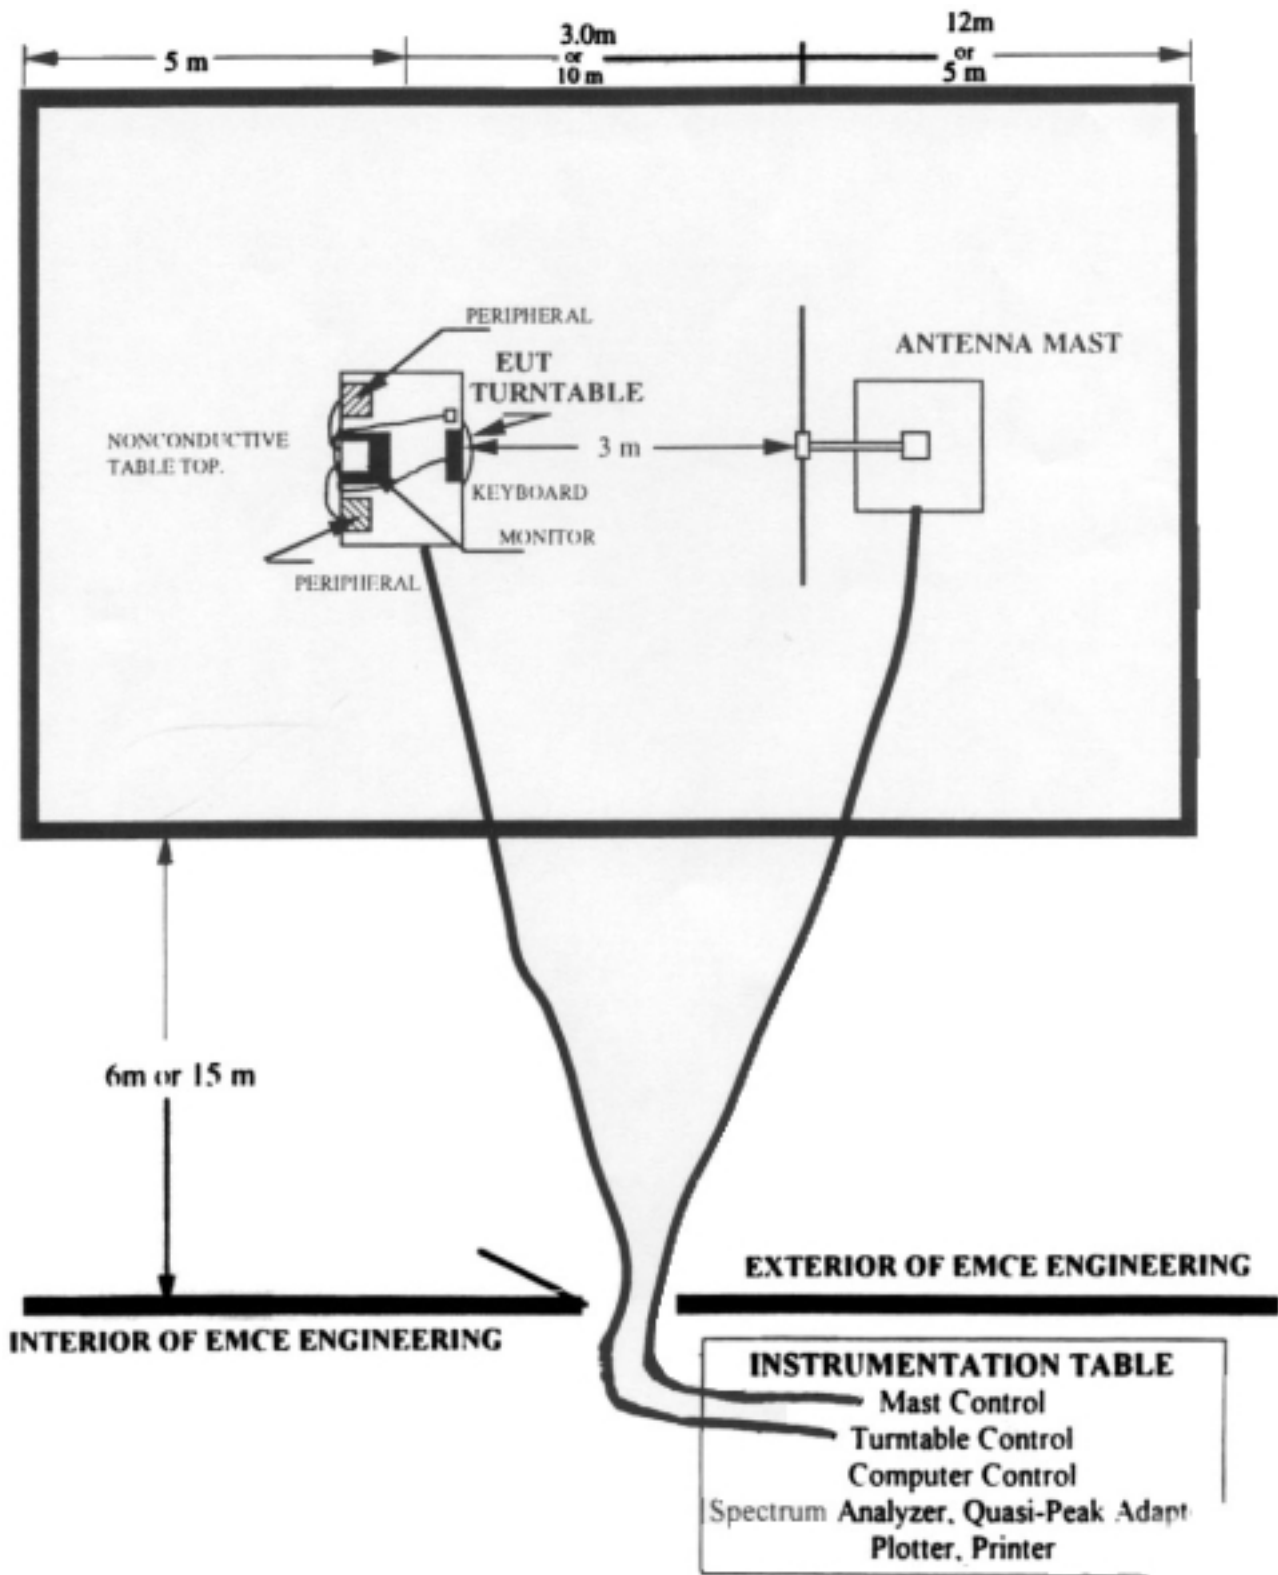 5 m
3.0m
or
10 m
12m
or
5 m
PERIPHERAL
EUT
TURNTABLE
ANTENNA MAST
NONCONDUCTIVE
TABLE TOP.
3 m
KEYBOARD
MONITOR
PERIPHERAL
6m or 15 m
EXTERIOR OF EMCE ENGINEERING
INTERIOR OF EMCE ENGINEERING
INSTRUMENTATION TABLE
Mast Control
Turntable Control
Computer Control
Spectrum Analyzer, Quasi-Peak Adapt
Plotter, Printer